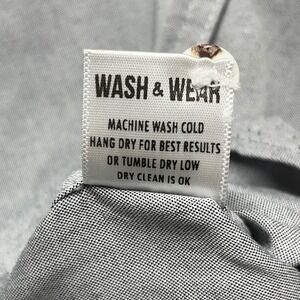 WASH & WEAR
MACHINE WASH COLD
HANG DRY FOR BEST RESULTS
OR TUMBLE DRY LOW
DRY CLEAN IS OK